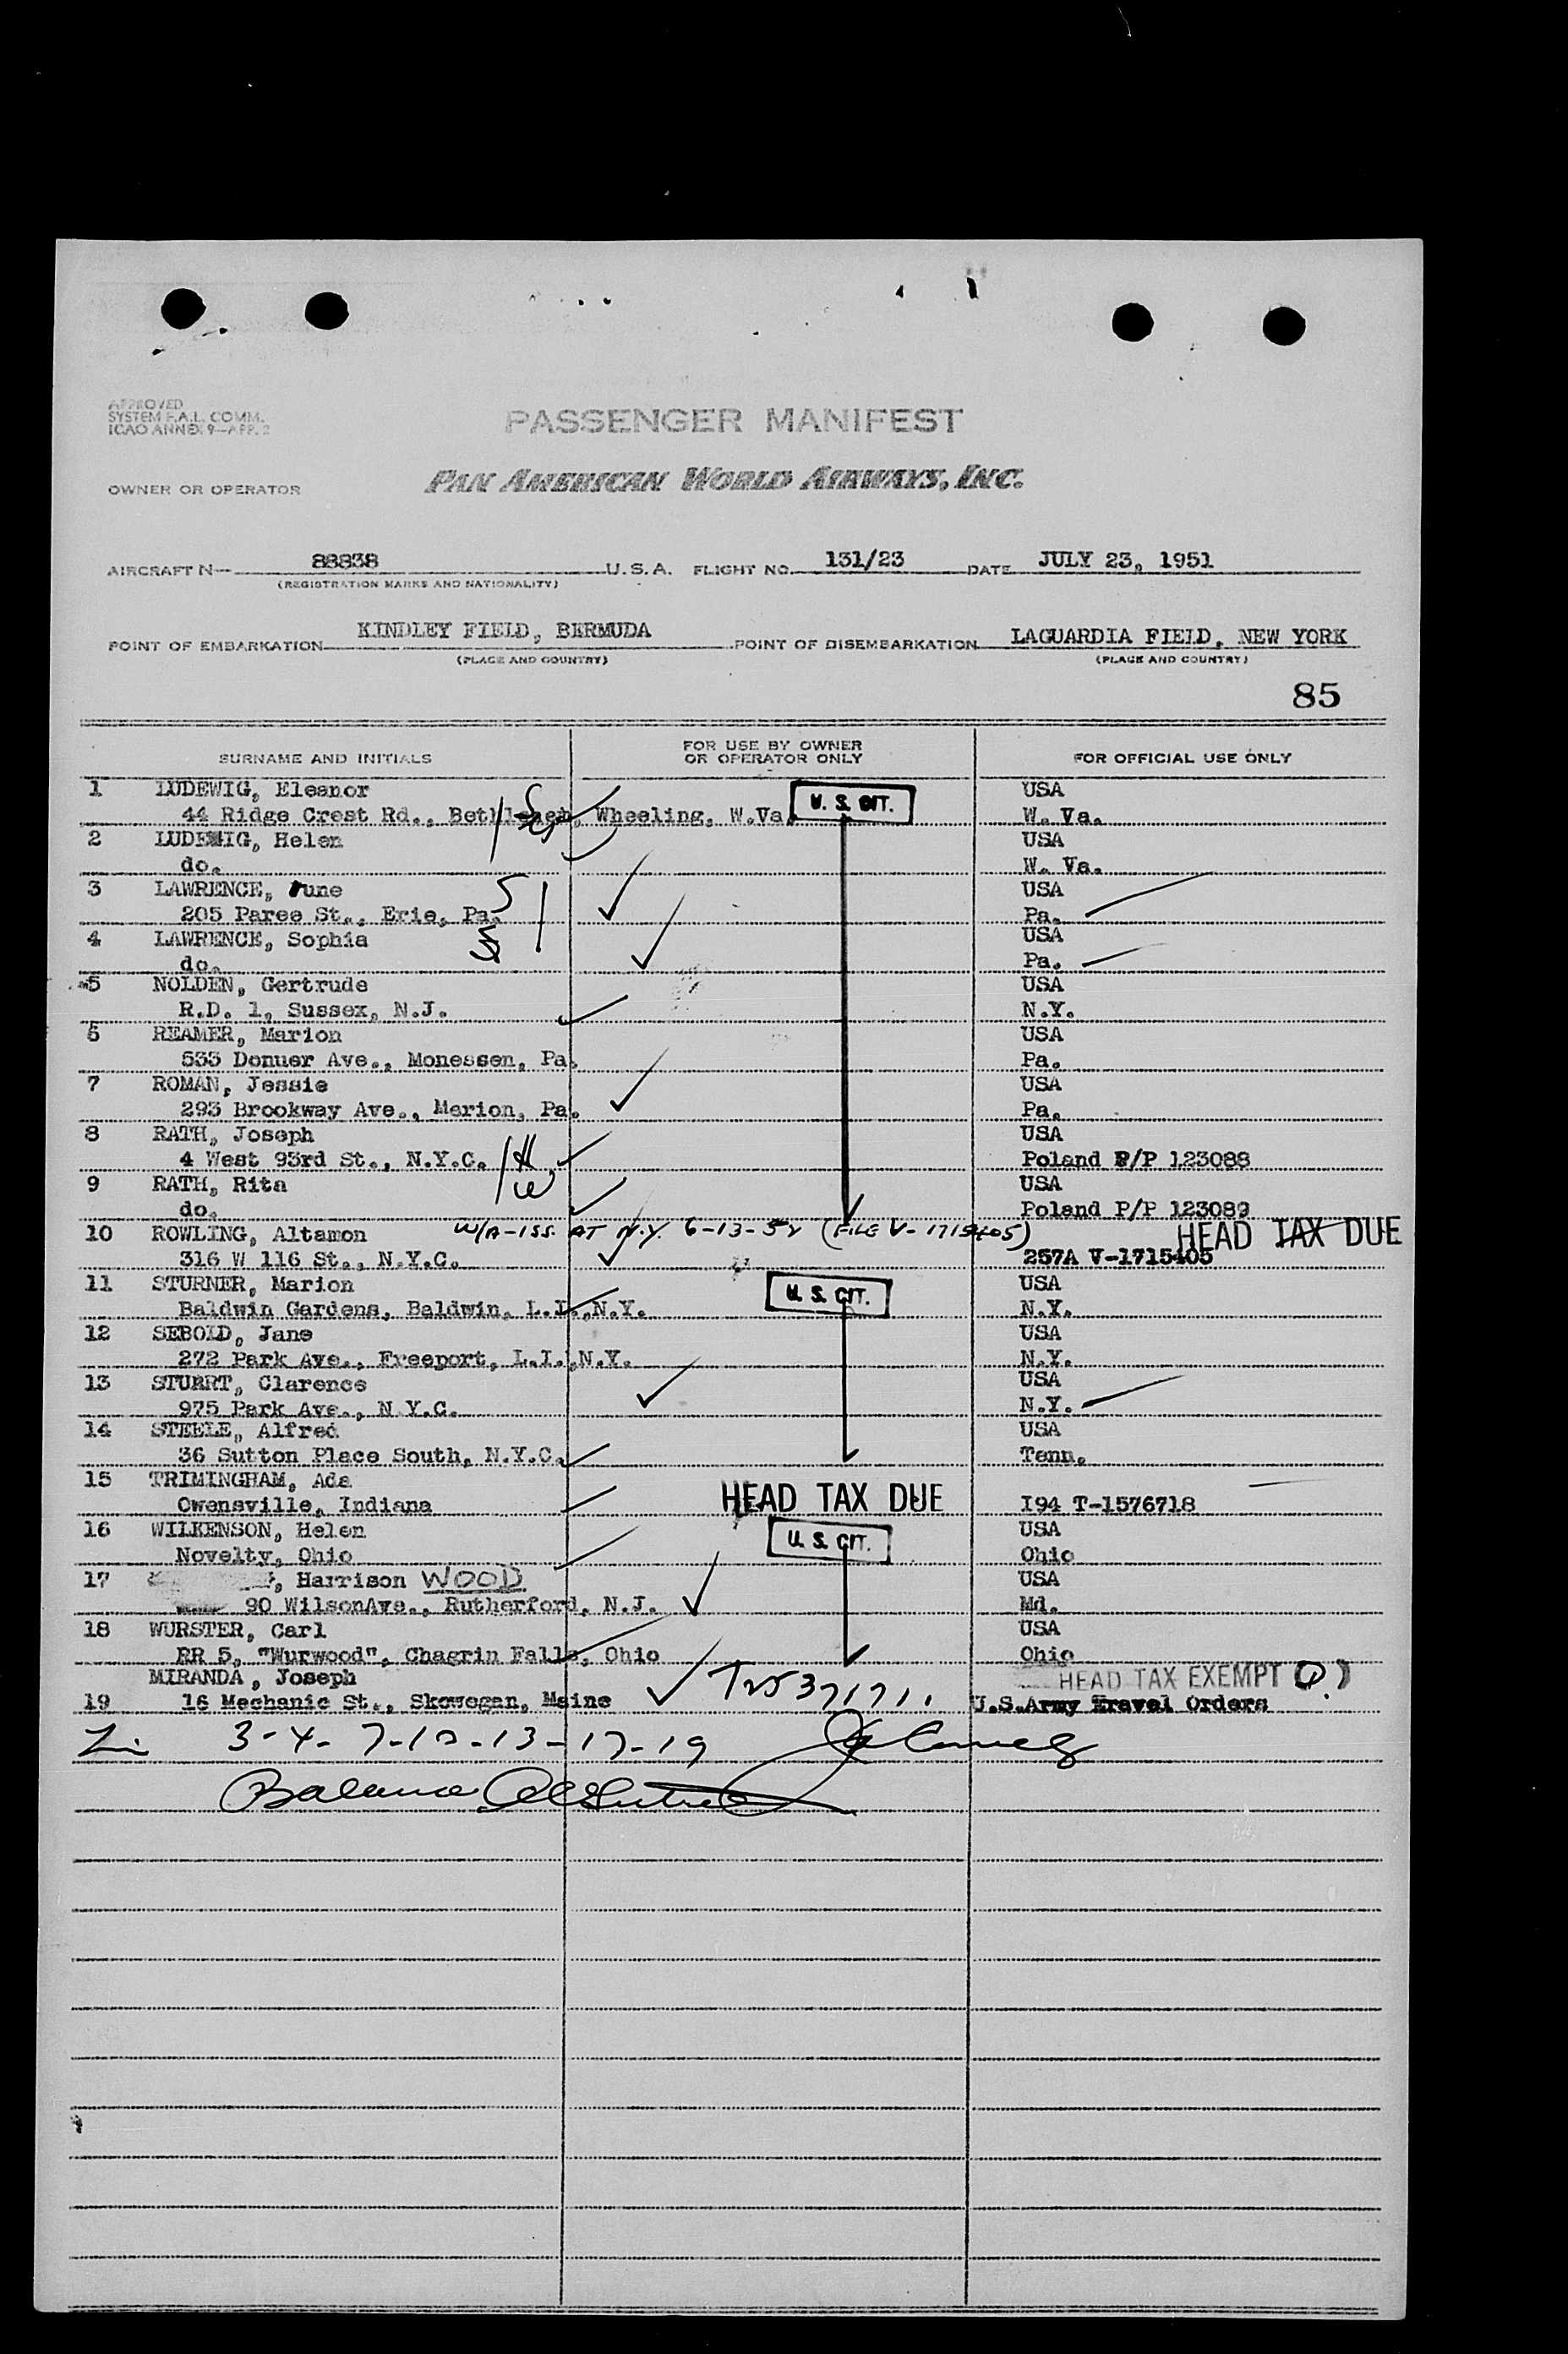 APPROVED
SYSTEM F.A.L. COMM.
ICAO ANNEX 9—APP. 2
PASSENGER MANIFEST
OWNER OR OPERATOR PAN AMERICAN WORLD AIRWAYS, INC.
AIRCRAFT N— 88838 U.S.A. FLIGHT NO. 131/23 DATE JULY 23, 1951
(REGISTRATION MARKS AND NATIONALITY)
POINT OF EMBARKATION KINDLEY FIELD, BERMUDA POINT OF DISEMBARKATION LAGUARDIA FIELD, NEW YORK
(PLACE AND COUNTRY) (PLACE AND COUNTRY)
85
SURNAME AND INITIALS FOR USE BY OWNER OR OPERATOR ONLY FOR OFFICIAL USE ONLY
1 LUDEWIG, Eleanor USA
44 Ridge Crest Rd., Bethlehem, Wheeling, W.Va. U. S. CIT. W. Va.
2 LUDEWIG, Helen USA
do. W. Va.
3 LAWRENCE, June USA
205 Paree St., Erie, Pa. Pa.
4 LAWRENCE, Sophia USA
do. Pa.
5 NOLDEN, Gertrude USA
R.D. 1, Sussex, N.J. N.Y.
6 REAMER, Marion USA
533 Donuer Ave., Monessen, Pa. Pa.
7 ROMAN, Jessie USA
293 Brookway Ave., Merion, Pa. Pa.
8 RATH, Joseph USA
4 West 93rd St., N.Y.C. Poland P/P 123088
9 RATH, Rita USA
do. Poland P/P 123089
10 ROWLING, Altamon W/A-ISS. AT N.Y. 6-13-52 (FILE V-1715405) HEAD TAX DUE
316 W 116 St., N.Y.C. 257A V-1715405
11 STURNER, Marion U. S. CIT. USA
Baldwin Gardens, Baldwin, L.I.,N.Y. N.Y.
12 SEBOLD, Jane USA
272 Park Ave., Freeport, L.I.,N.Y. N.Y.
13 STUART, Clarence USA
975 Park Ave., N.Y.C. N.Y.
14 STEELE, Alfred USA
36 Sutton Place South, N.Y.C. Tenn.
15 TRIMINGHAM, Ada
Owensville, Indiana HEAD TAX DUE I94 T-1576718
16 WILKENSON, Helen U. S. CIT. USA
Novelty, Ohio Ohio
17 , Harrison WOOD USA
90 WilsonAve., Rutherford, N.J. Md.
18 WURSTER, Carl USA
RR 5, "Wurwood", Chagrin Falls, Ohio Ohio
MIRANDA, Joseph HEAD TAX EXEMPT
19 16 Mechanic St., Skowegan, Maine U.S.Army Travel Orders
3-4-7-10-13-17-19
Balance